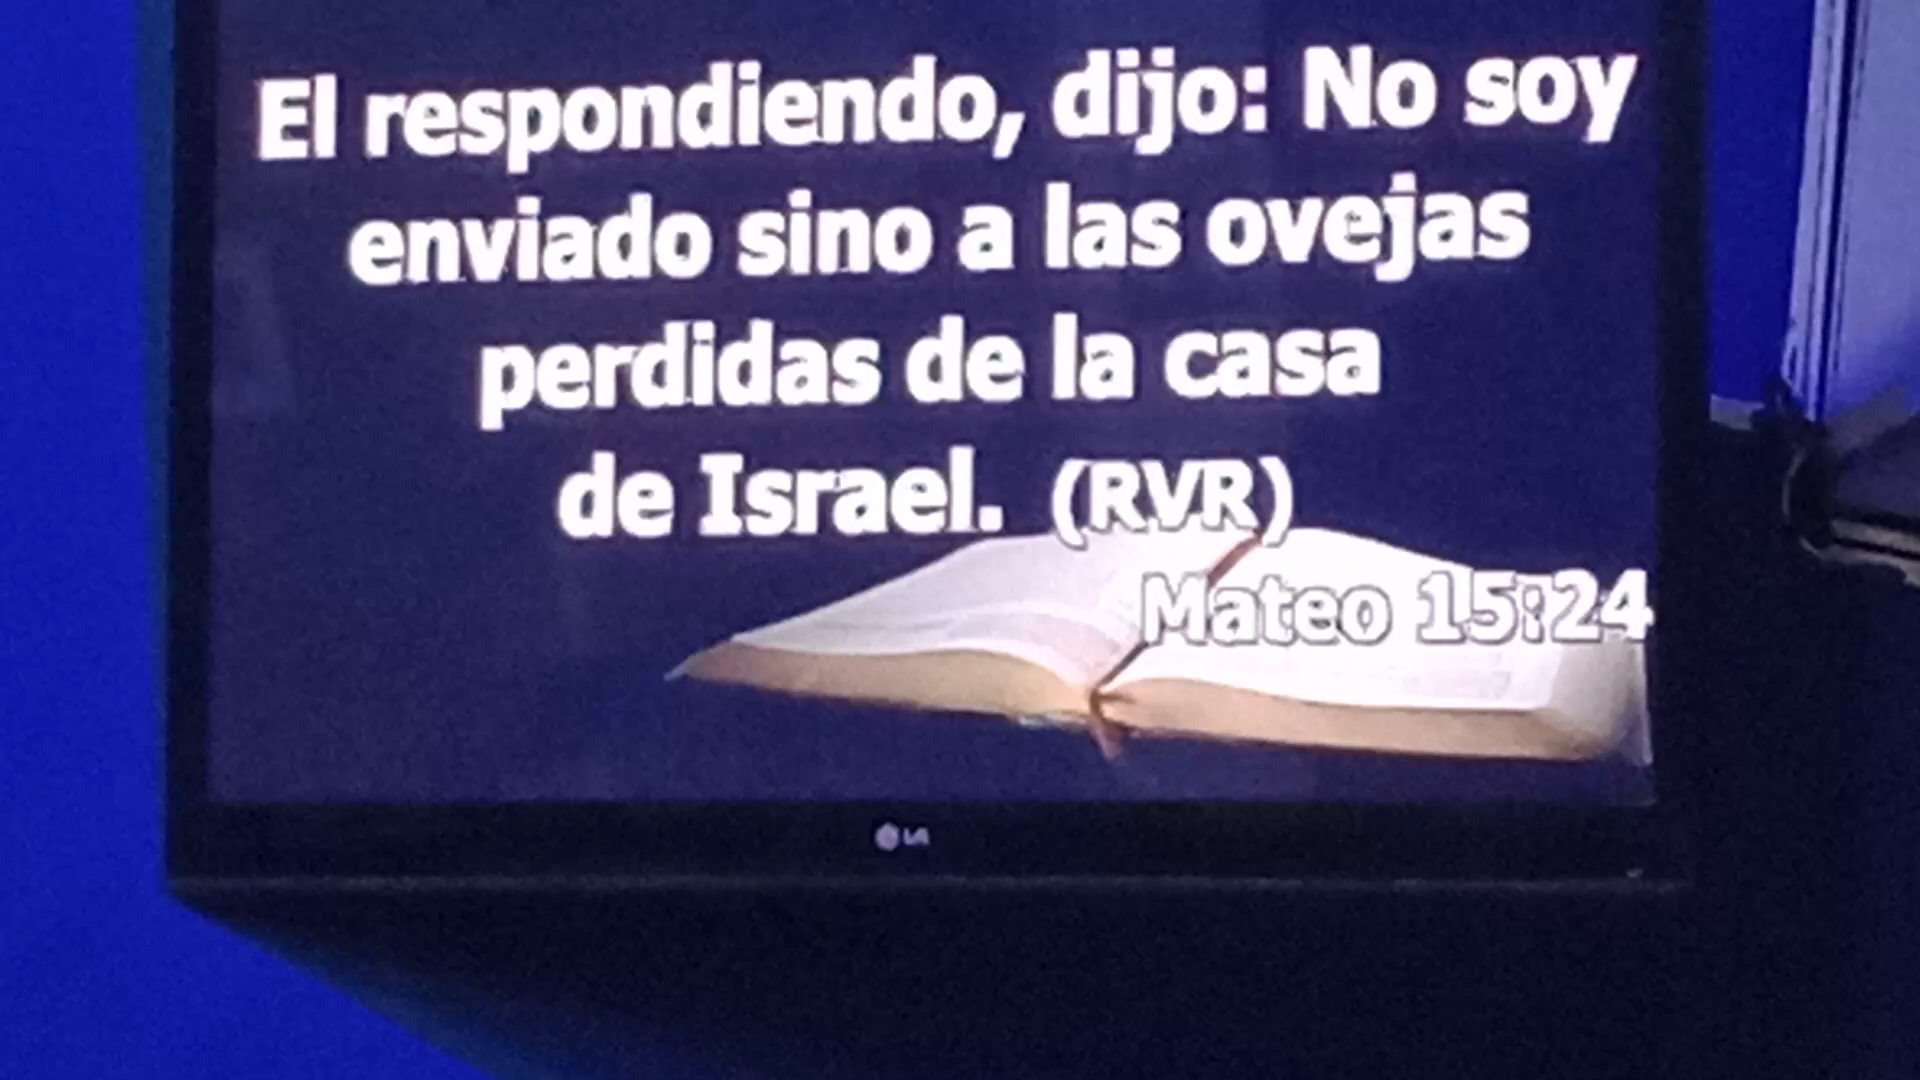 El respondiendo, dijo: No soy
enviado sino a las ovejas
perdidas de la casa
de Israel. (RVR)
Mateo 15:24
LG